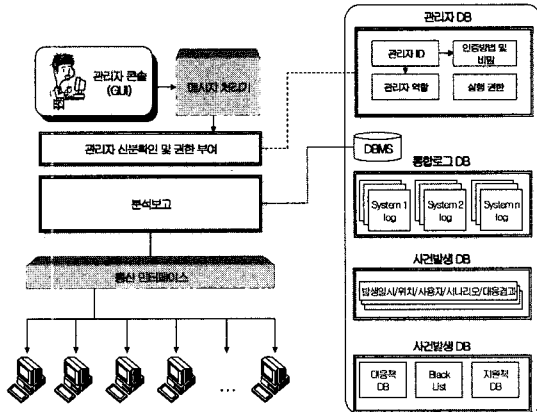 관리자 콘솔
(GUI)
메시지 처리기
관리자 신분확인 및 권한 부여
분석보고
통신 인터페이스
...
관리자 DB
관리자 ID
인증방법 및
비밀
관리자 역할
실행 권한
DBMS
통합로그 DB
System 1
log
System 2
log
System n
log
사건발생 DB
발생일시/위치/사용자/시나리오/대응결과
사건발생 DB
대응책
DB
Black
List
지원책
DB